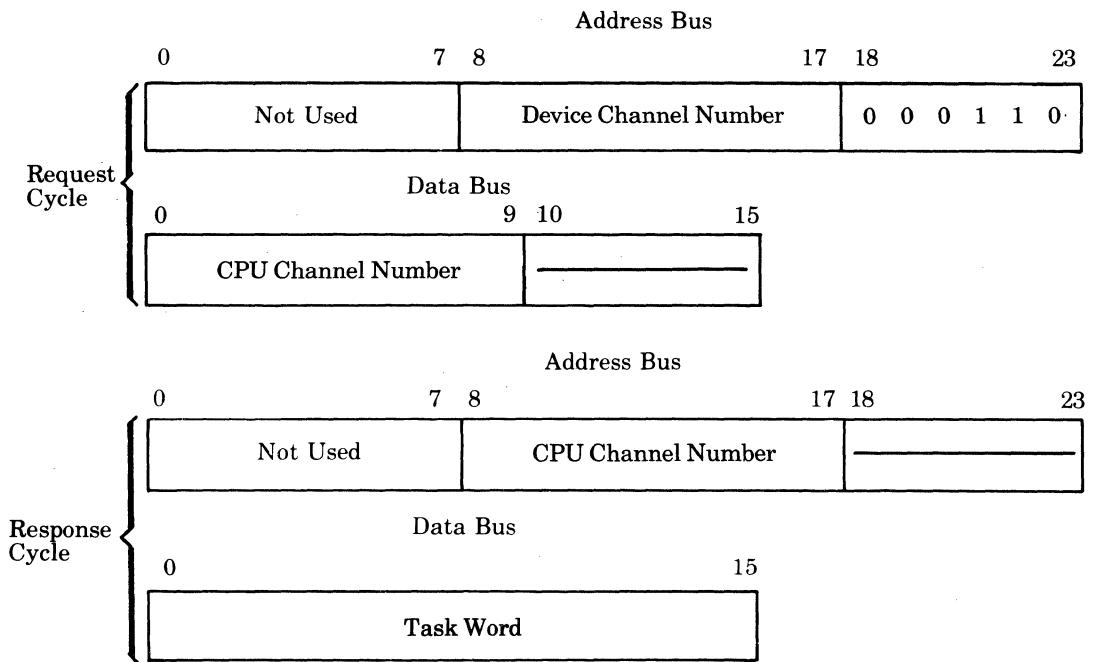 Address Bus
0 7 8 17 18 23
Not Used Device Channel Number 0 0 0 1 1 0
Request
Cycle
Data Bus
0 9 10 15
CPU Channel Number
Address Bus
0 7 8 17 18 23
Not Used CPU Channel Number
Response
Cycle
Data Bus
0 15
Task Word